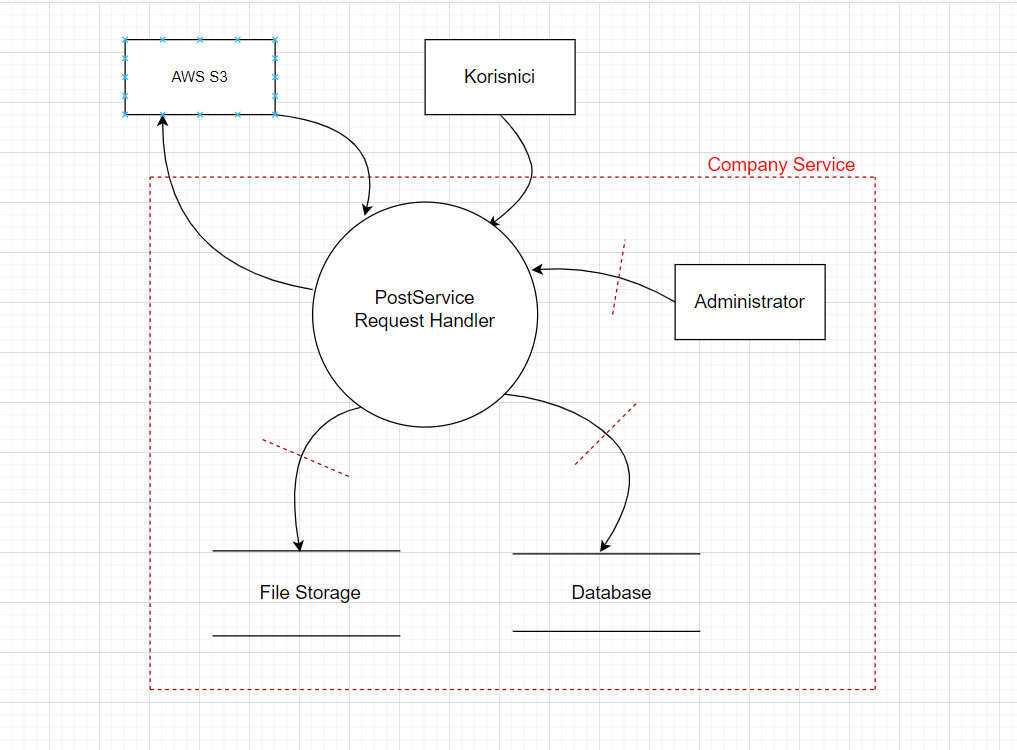 AWS S3
Korisnici
Company Service
PostService
Request Handler
Administrator
File Storage
Database